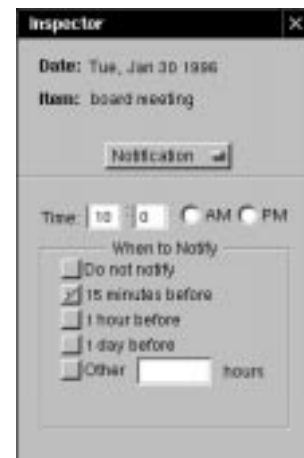 Inspector
Date: Tue, Jan 30 1996
Item: board meeting
Notification
Time: 10 : 0 AM PM
When to Notify
Do not notify
15 minutes before
1 hour before
1 day before
Other hours